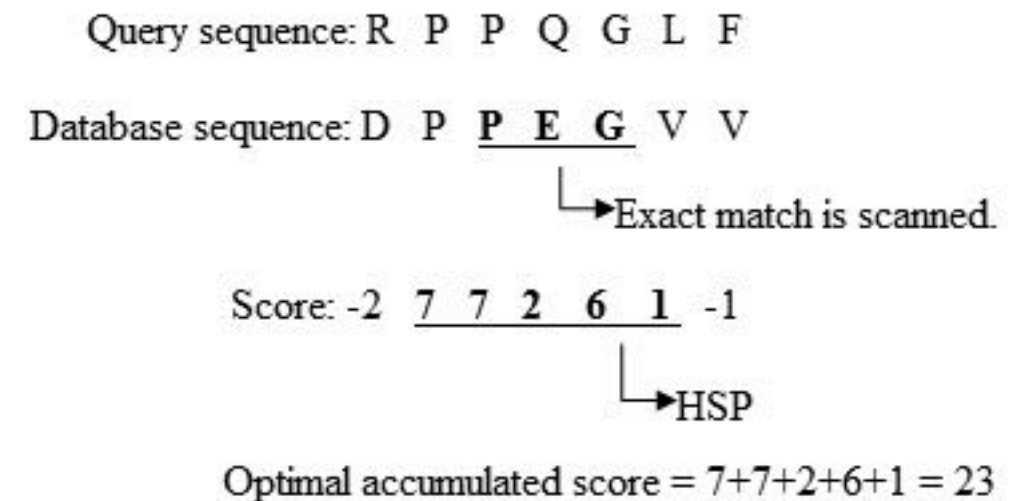 Query sequence: R P P Q G L F
Database sequence: D P P E G V V
Exact match is scanned.
Score: -2 7 7 2 6 1 -1
HSP
Optimal accumulated score = 7+7+2+6+1 = 23